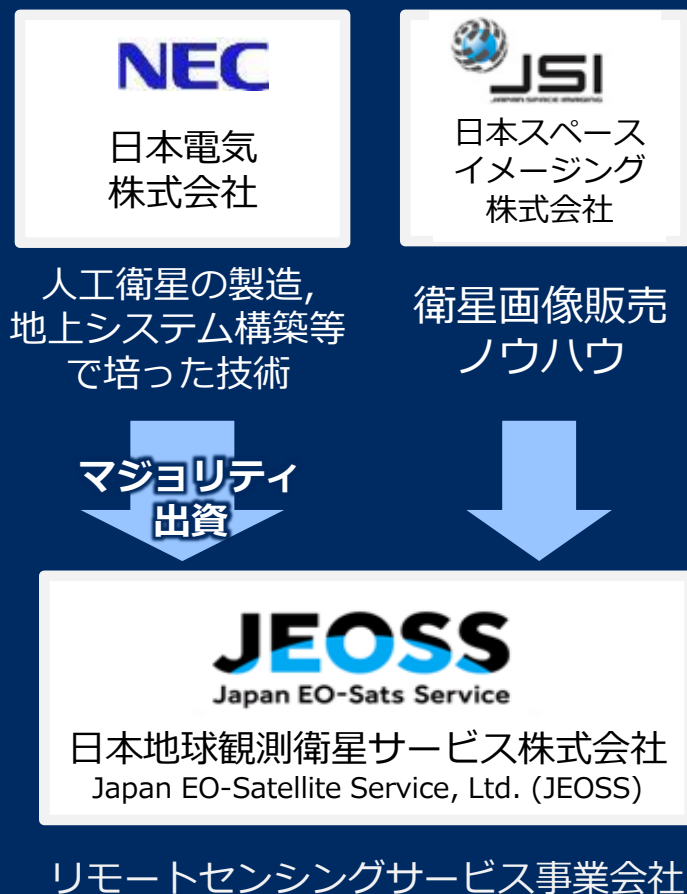 NEC
日本電気
株式会社
JSI
JAPAN SPACE IMAGING
日本スペース
イメージング
株式会社
人工衛星の製造,
地上システム構築等
で培った技術
衛星画像販売
ノウハウ
マジョリティ
出資
JEOSS
Japan EO-Sats Service
日本地球観測衛星サービス株式会社
Japan EO-Satellite Service, Ltd. (JEOSS)
リモートセンシングサービス事業会社